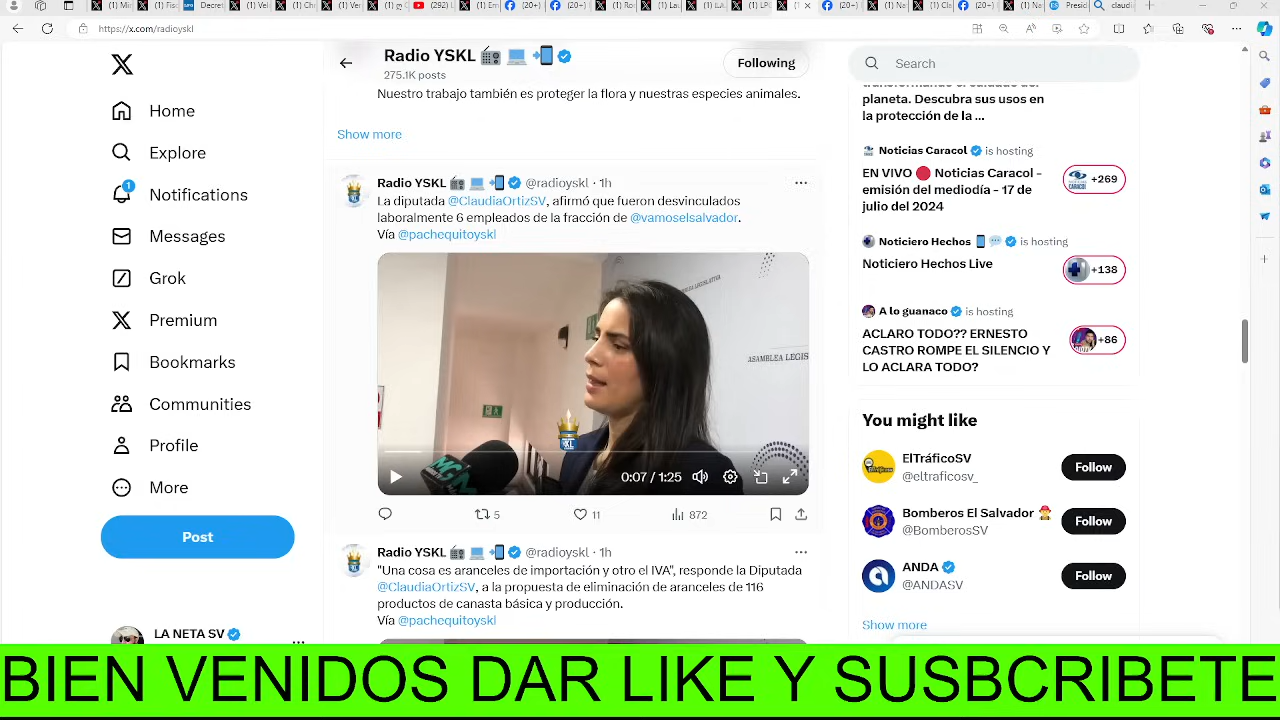 https://x.com/radioyskl
Radio YSKL
275.1K posts
Following
Search
Home
Explore
1
Notifications
Messages
Grok
Premium
Bookmarks
Communities
Profile
More
Post
LA NETA SV
Nuestro trabajo también es proteger la flora y nuestras especies animales.
Show more
Radio YSKL @radioyskl · 1h
La diputada @ClaudiaOrtizSV, afirmó que fueron desvinculados
laboralmente 6 empleados de la fracción de @vamoselsalvador.
Vía @pachequitoyskl
ASAMBLEA LEGIS
0:07 / 1:25
5
11
872
Radio YSKL @radioyskl · 1h
"Una cosa es aranceles de importación y otro el IVA", responde la Diputada
@ClaudiaOrtizSV, a la propuesta de eliminación de aranceles de 116
productos de canasta básica y producción.
Vía @pachequitoyskl
planeta. Descubra sus usos en
la protección de la ...
Noticias Caracol is hosting
EN VIVO 🔴 Noticias Caracol -
emisión del mediodía - 17 de
julio del 2024
+269
Noticiero Hechos is hosting
Noticiero Hechos Live
+138
A lo guanaco is hosting
ACLARO TODO?? ERNESTO
CASTRO ROMPE EL SILENCIO Y
LO ACLARA TODO?
+86
You might like
ElTráficoSV
@eltraficosv_
Follow
Bomberos El Salvador
@BomberosSV
Follow
ANDA
@ANDASV
Follow
Show more
BIEN VENIDOS DAR LIKE Y SUSBCRIBETE